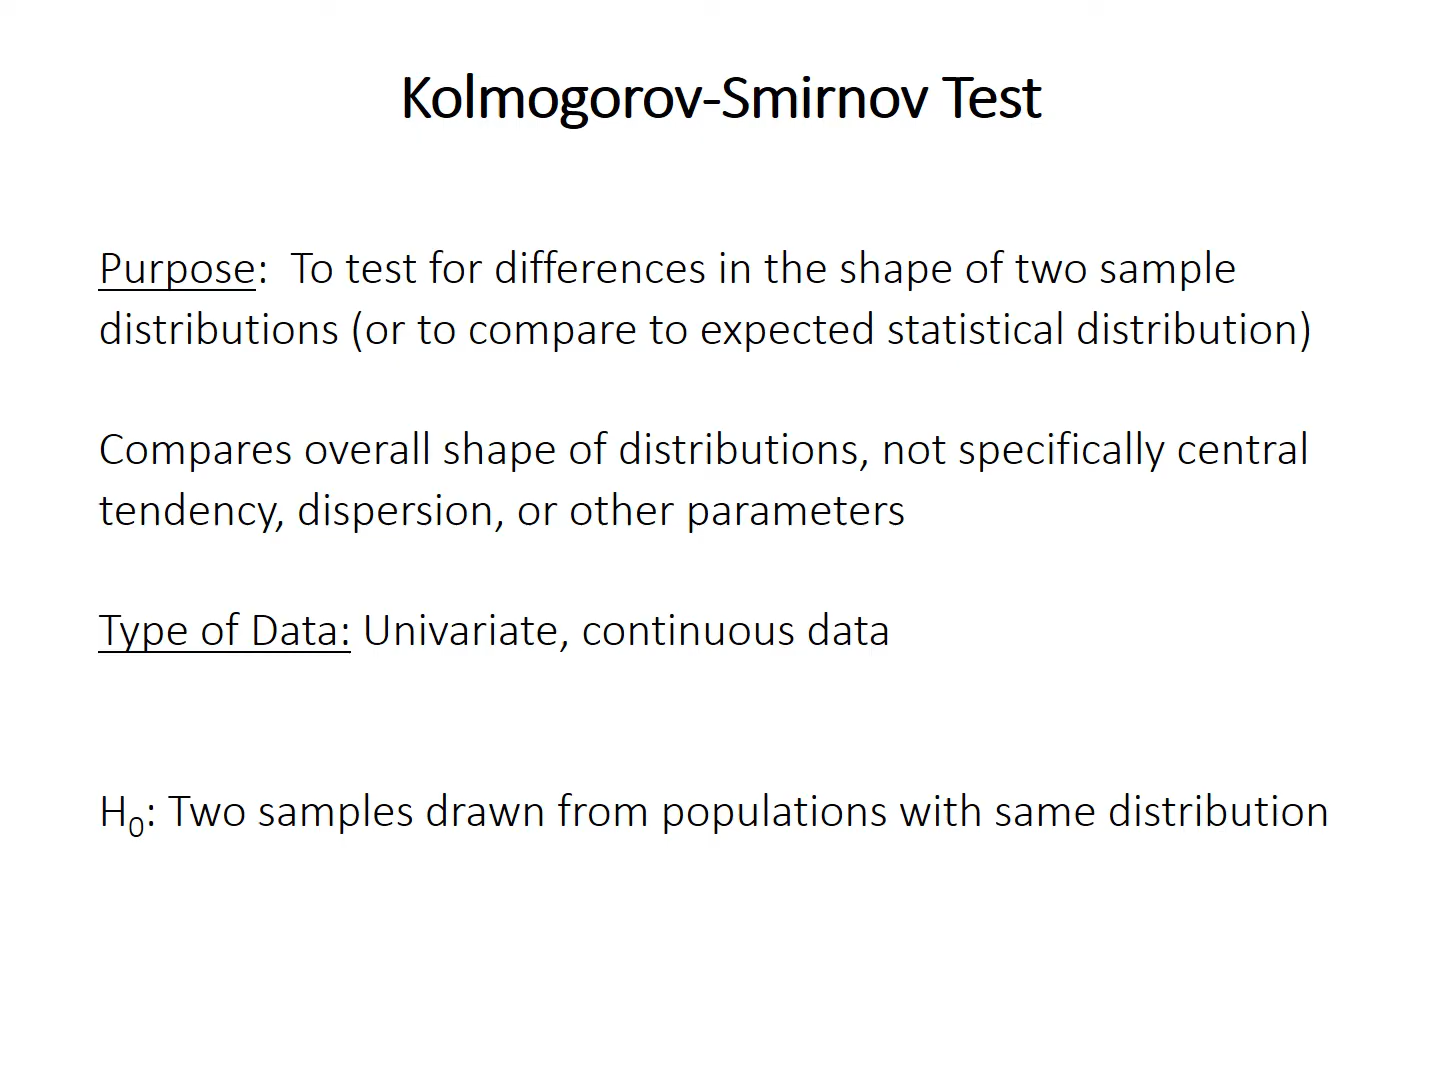 Kolmogorov-Smirnov Test
Purpose:  To test for differences in the shape of two sample
distributions (or to compare to expected statistical distribution)
Compares overall shape of distributions, not specifically central
tendency, dispersion, or other parameters
Type of Data: Univariate, continuous data
H₀: Two samples drawn from populations with same distribution